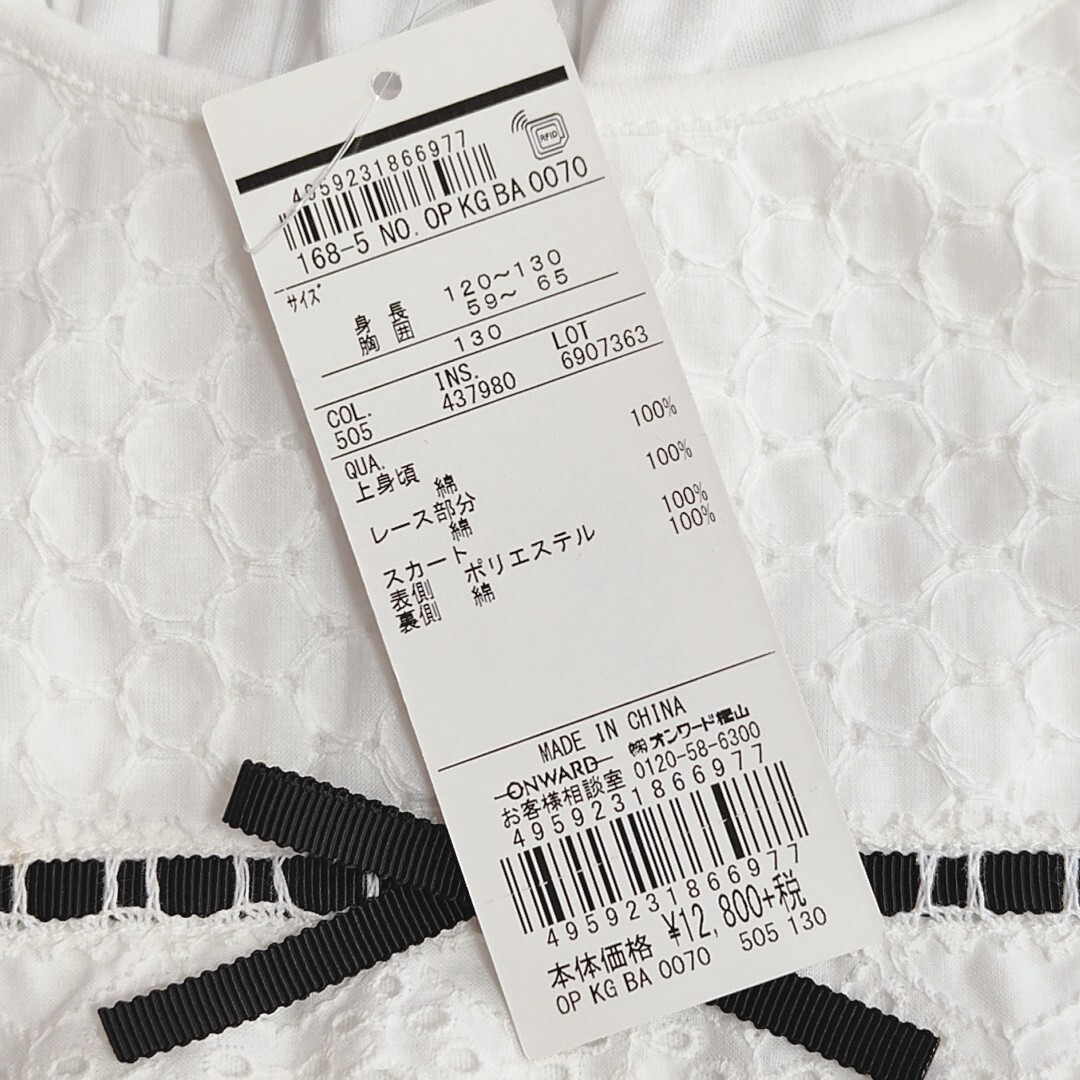 RFID
4959231866977
168-5 NO. OP KG BA 0070
サイズ
身 長 120～130
胸 囲 59～ 65
130
COL. INS. LOT
505 437980 6907363
QUA.
上身頃
綿 100%
レース部分
綿 100%
スカート
表側 ポリエステル 100%
裏側 綿 100%
MADE IN CHINA
ONWARD ㈱オンワード樫山
お客様相談室 0120-58-6300
4959231866977
4959231866977
本体価格 ¥12,800+税
OP KG BA 0070 505 130